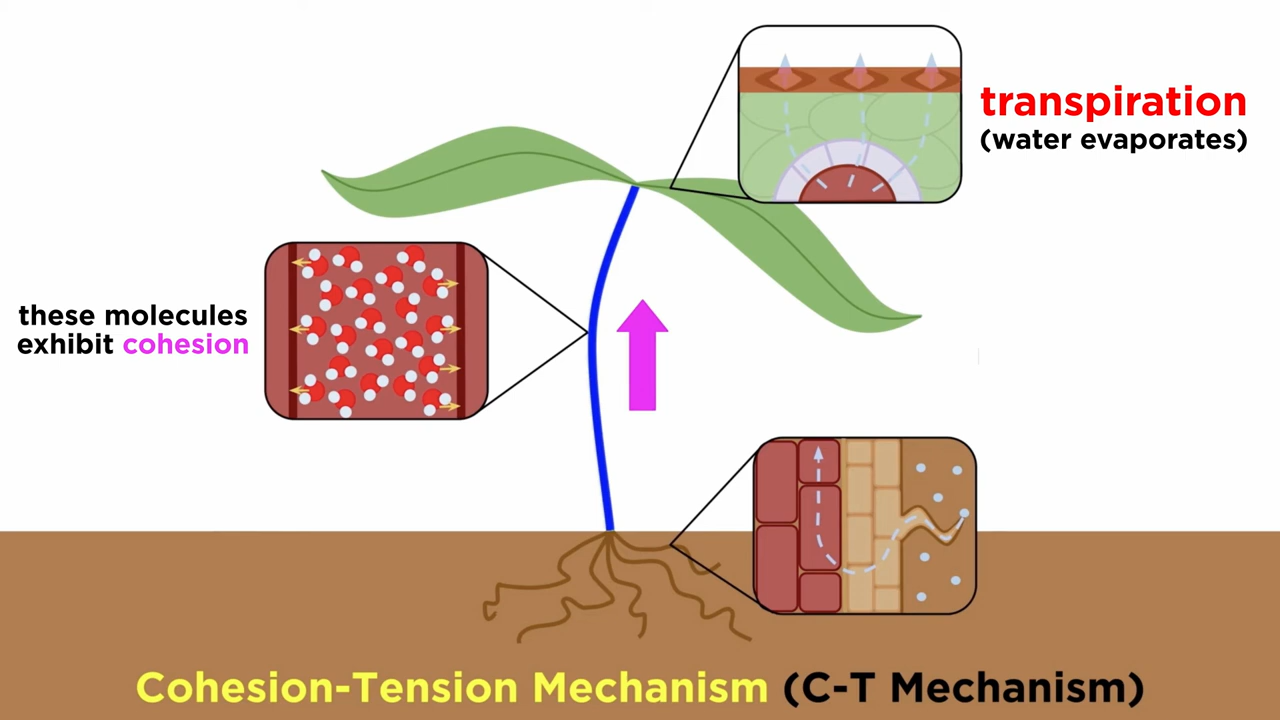 transpiration
(water evaporates)
these molecules
exhibit cohesion
Cohesion-Tension Mechanism (C-T Mechanism)